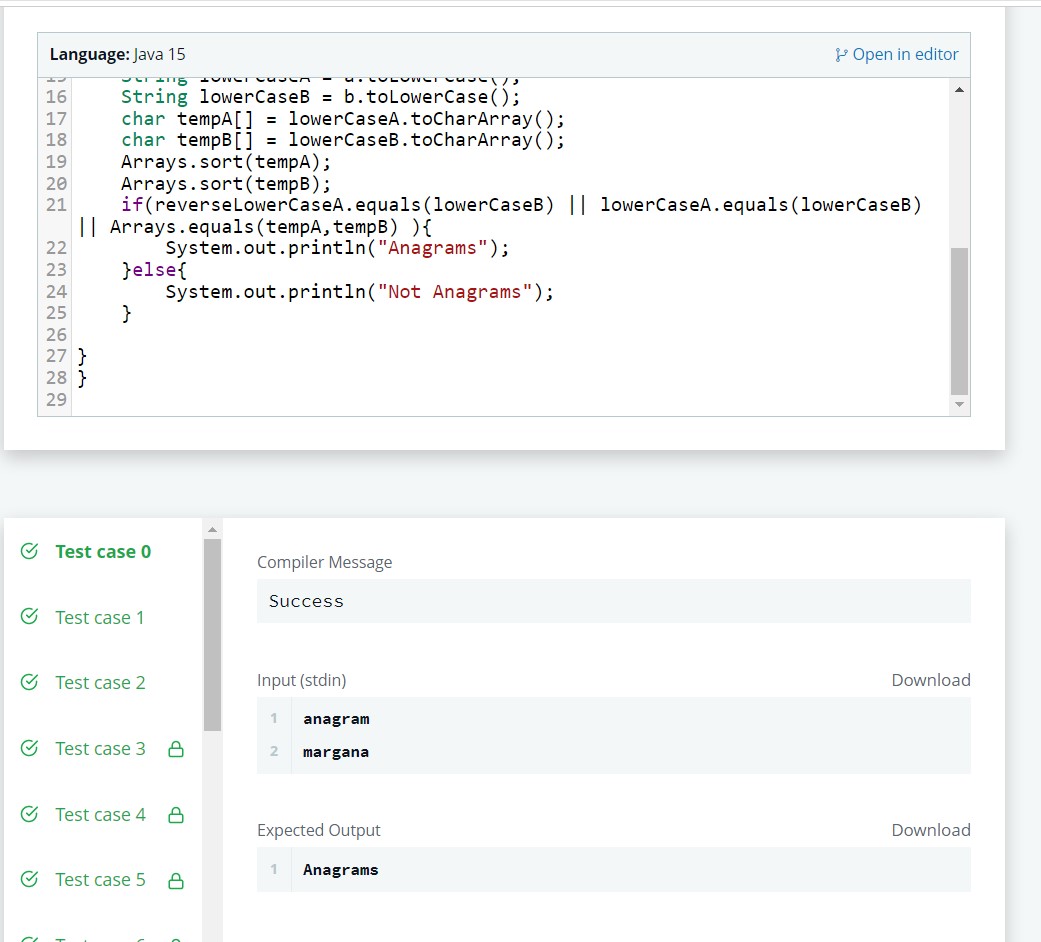 Language: Java 15
Open in editor
15 String lowerCaseA = a.toLowerCase();
16 String lowerCaseB = b.toLowerCase();
17 char tempA[] = lowerCaseA.toCharArray();
18 char tempB[] = lowerCaseB.toCharArray();
19 Arrays.sort(tempA);
20 Arrays.sort(tempB);
21 if(reverseLowerCaseA.equals(lowerCaseB) || lowerCaseA.equals(lowerCaseB)
|| Arrays.equals(tempA,tempB) ){
22 System.out.println("Anagrams");
23 }else{
24 System.out.println("Not Anagrams");
25 }
26
27 }
28 }
29
Test case 0
Test case 1
Test case 2
Test case 3
Test case 4
Test case 5
Compiler Message
Success
Input (stdin)
Download
1 anagram
2 margana
Expected Output
Download
1 Anagrams